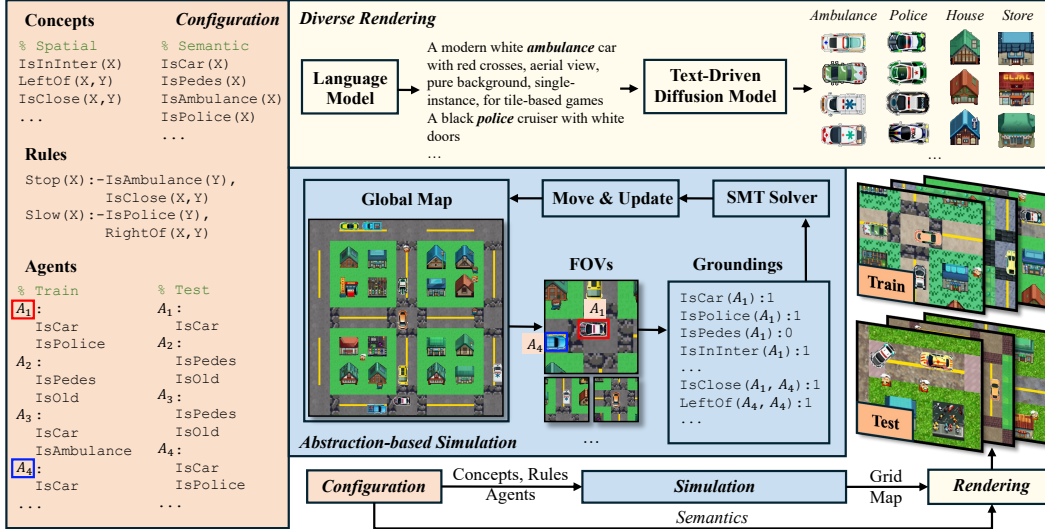 Concepts
Configuration
% Spatial
% Semantic
IsInInter(X)
IsCar(X)
LeftOf(X,Y)
IsPedes(X)
IsClose(X,Y)
IsAmbulance(X)
...
IsPolice(X)
...
Rules
Stop(X):-IsAmbulance(Y),
IsClose(X,Y)
Slow(X):-IsPolice(Y),
RightOf(X,Y)
Agents
% Train
% Test
A1:
A1:
IsCar
IsCar
IsPolice
A2:
A2:
IsPedes
IsPedes
IsOld
IsOld
A3:
A3:
IsPedes
IsCar
IsOld
IsAmbulance
A4:
A4:
IsCar
IsCar
IsPolice
...
...
Diverse Rendering
Language
Model
A modern white ambulance car
with red crosses, aerial view,
pure background, single-
instance, for tile-based games
A black police cruiser with white
doors
...
Text-Driven
Diffusion Model
Ambulance Police House Store
...
Global Map
Move & Update
SMT Solver
FOVs
Groundings
A1
A4
IsCar(A1):1
IsPolice(A1):1
IsPedes(A1):0
IsInInter(A1):1
...
IsClose(A1, A4):1
LeftOf(A4, A4):1
...
...
Abstraction-based Simulation
Train
Test
Configuration
Concepts, Rules
Agents
Simulation
Grid
Map
Rendering
Semantics